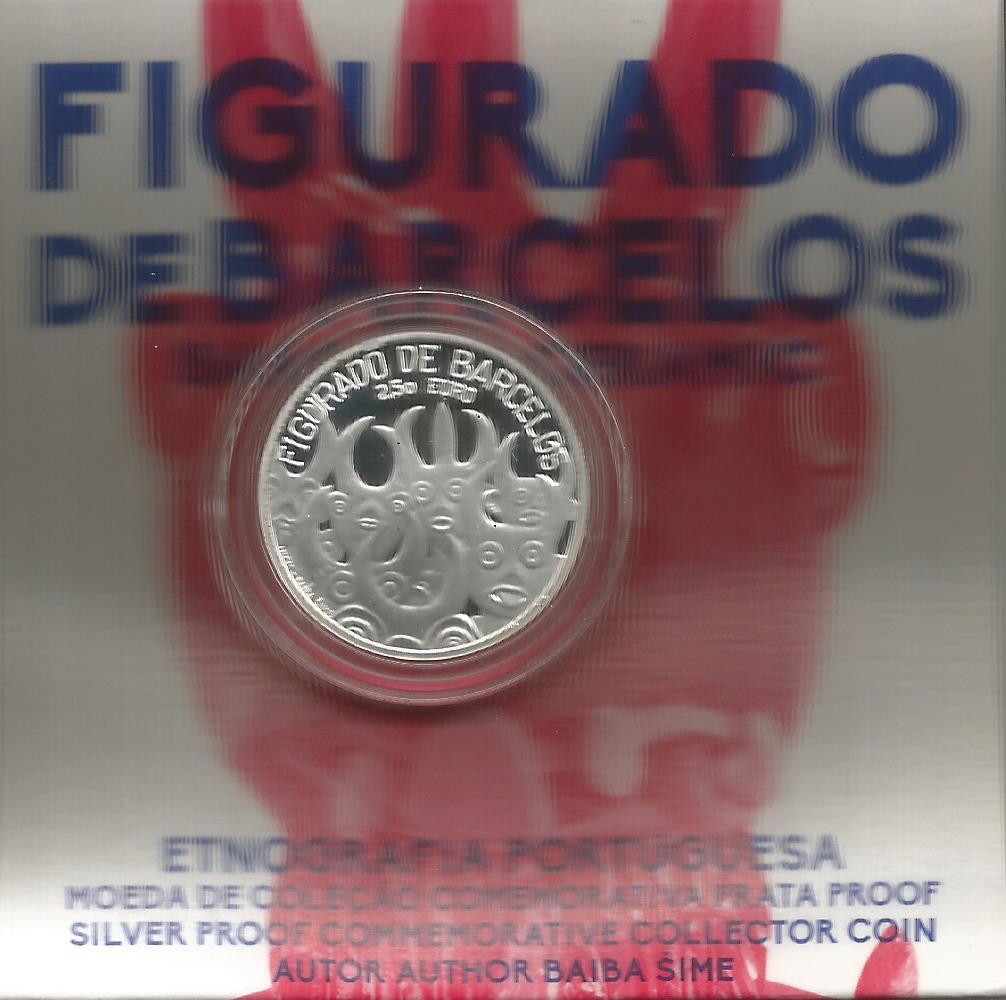 FIGURADO
DE BARCELOS
FIGURADO DE BARCELOS
2,50 EURO
ETNOGRAFIA PORTUGUESA
MOEDA DE COLEÇÃO COMEMORATIVA PRATA PROOF
SILVER PROOF COMMEMORATIVE COLLECTOR COIN
AUTOR AUTHOR BAIBA ŠIME